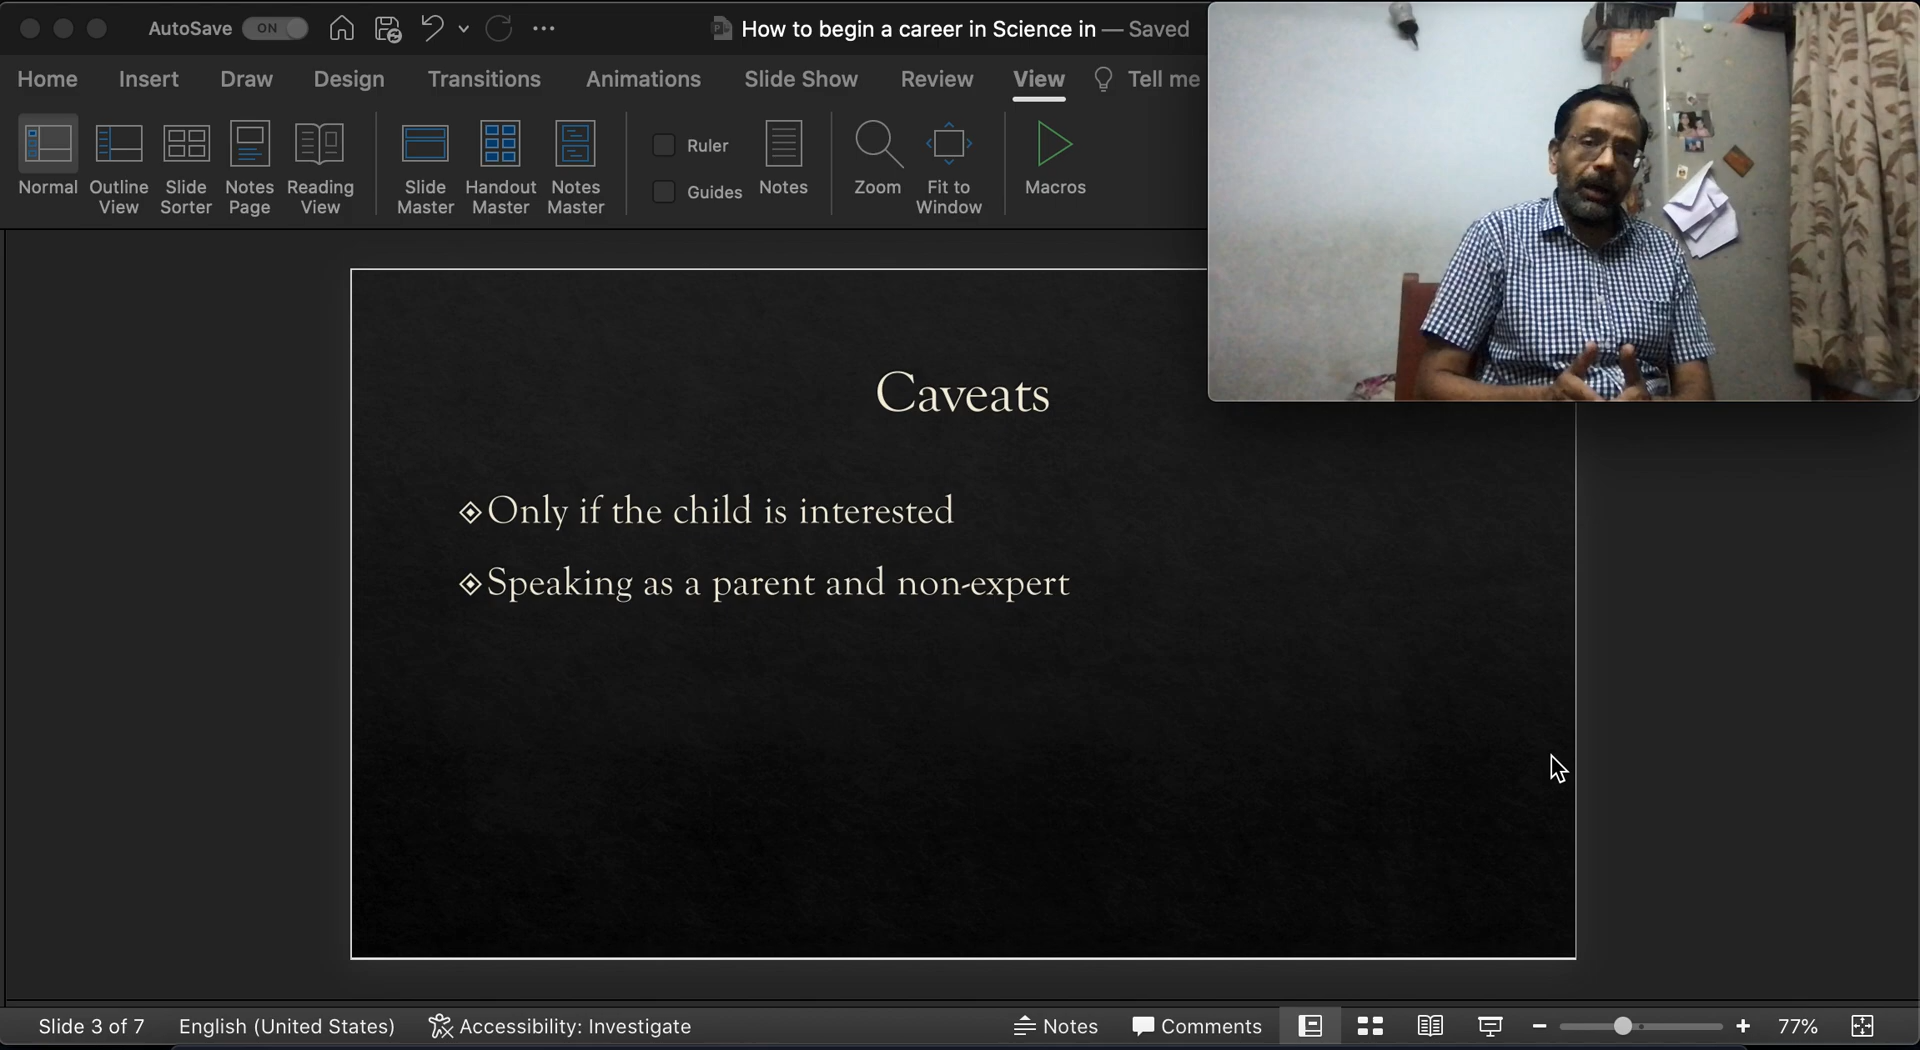 AutoSave ON How to begin a career in Science in — Saved
Home Insert Draw Design Transitions Animations Slide Show Review View Tell me
Normal
Outline View
Slide Sorter
Notes Page
Reading View
Slide Master
Handout Master
Notes Master
Ruler
Guides
Notes
Zoom
Fit to Window
Macros
Caveats
Only if the child is interested
Speaking as a parent and non-expert
Slide 3 of 7 English (United States) Accessibility: Investigate Notes Comments 77%